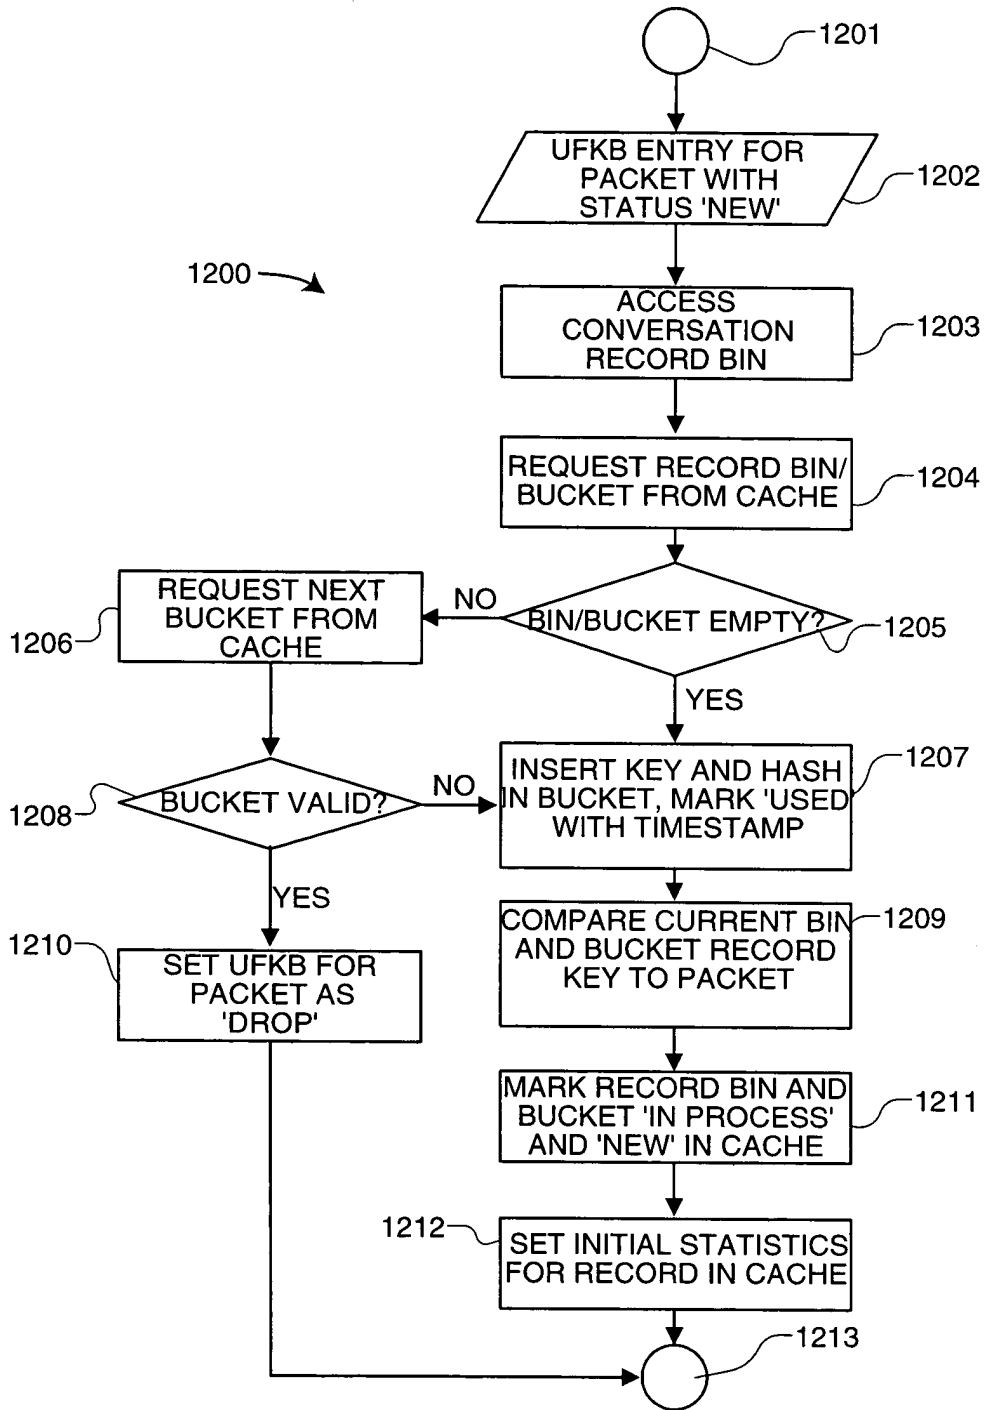 1201
UFKB ENTRY FOR
PACKET WITH
STATUS 'NEW'
1202
1200
ACCESS
CONVERSATION
RECORD BIN
1203
REQUEST RECORD BIN/
BUCKET FROM CACHE
1204
REQUEST NEXT
BUCKET FROM
CACHE
1206
NO
BIN/BUCKET EMPTY?
1205
YES
BUCKET VALID?
1208
NO
INSERT KEY AND HASH
IN BUCKET, MARK 'USED'
WITH TIMESTAMP
1207
YES
COMPARE CURRENT BIN
AND BUCKET RECORD
KEY TO PACKET
1209
1210
SET UFKB FOR
PACKET AS
'DROP'
MARK RECORD BIN AND
BUCKET 'IN PROCESS'
AND 'NEW' IN CACHE
1211
1212
SET INITIAL STATISTICS
FOR RECORD IN CACHE
1213